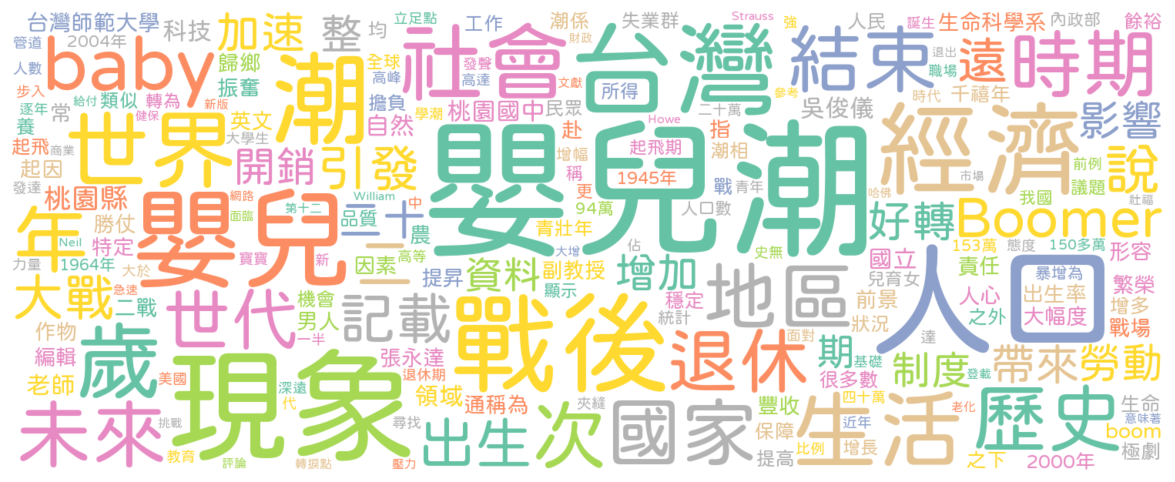 台灣師範大學
科技
加速
整
均
立足點
工作
潮係
失業群
Strauss
強
人民
誕生
生命科學系
內政部
餘裕
管道
2004年
baby
歸鄉
潮
全球
社會
發聲
財政
台灣
結束
退出
遠
時期
人數
振奮
高峰
高達
文獻
所得
二十萬
參考
職場
步入
逐年
給付
類似
轉為
新版
擔負
學潮
桃園國中
民眾
吳俊儀
時代
千禧年
影響
養
常
健保
英文
自然
赴
Howe
指
經濟
起飛
商業
世界
大學生
引發
嬰兒潮
增幅
起飛期
潮相
前例
說
起因
開銷
稱
1945年
戰
青年
市場
哈佛
我國
議題
發達
桃園縣
嬰兒
網路
William
中
更
94萬
人口數
社福
年
勝仗
面臨
第十二
二十二
品質
農
青壯年
佔
好轉
Boomer
Neil
特定
寶寶
新
高等
史無
大增
153萬
態度
150多萬
形容
力量
1964年
大於
因素
提昇
資料
副教授
增加
地區
國立
責任
人口
暴增為
繁榮
大戰
二戰
急速
世代
機會
男人
記載
顯示
穩定
兒育女
前景
人心
出生率
增多
作物
一半
戰後
統計
狀況
之外
大幅度
戰場
編輯
歲
現象
張永達
退休
面對
期
基礎
達
制度
帶來
勞動
老師
美國
深遠
退休期
領域
很多數
登載
未來
代
通稱為
夾縫
豐收
四十萬
生活
老化
歷史
生命
挑戰
尋找
出生
次
國家
保障
近年
意味著
boom
教育
評論
轉捩點
壓力
提高
比例
增長
之下
2000年
極劇